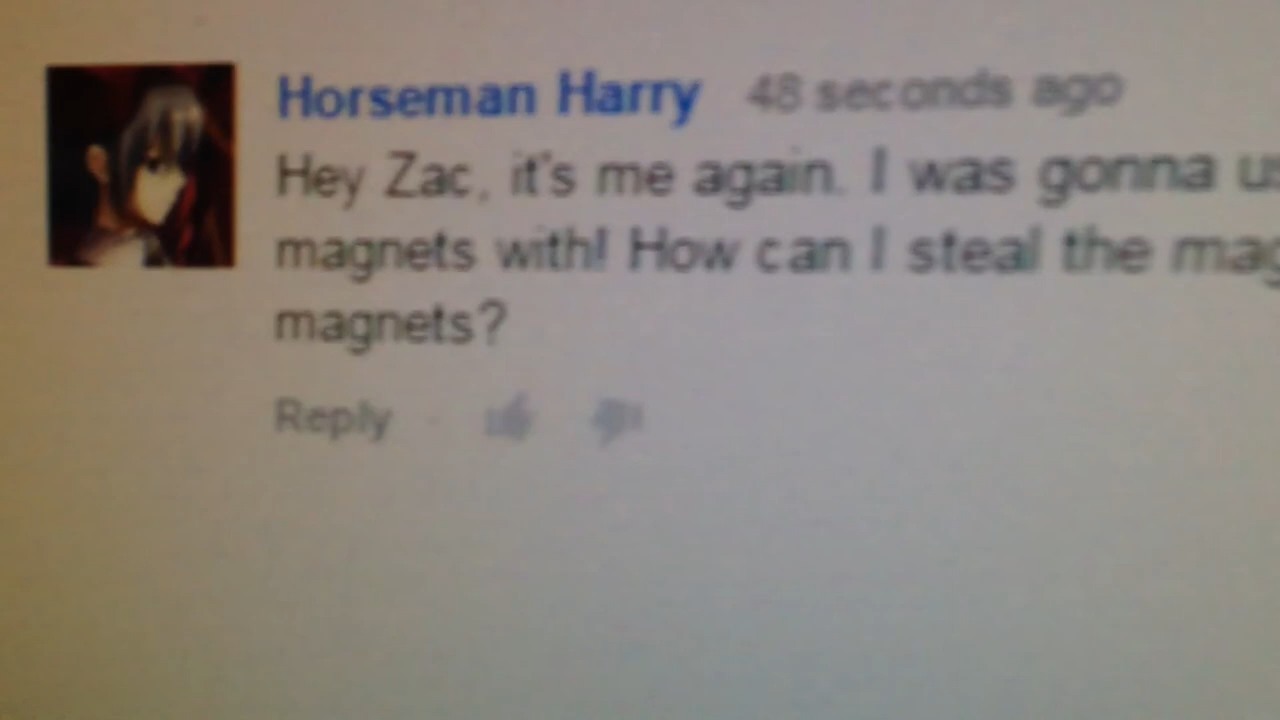 Horseman Harry 48 seconds ago
Hey Zac, it's me again. I was gonna
magnets with! How can I steal the
magnets?
Reply